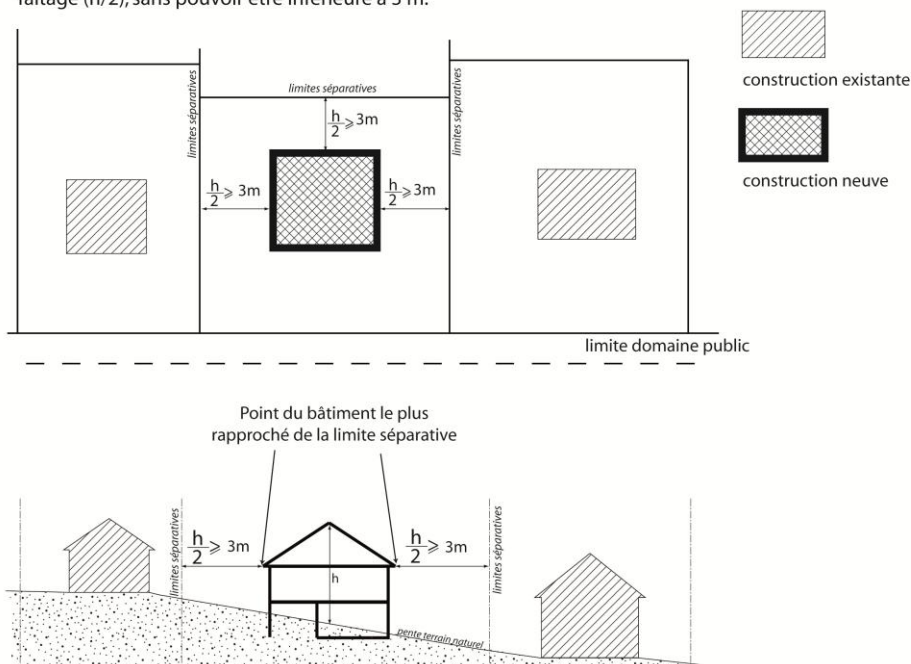 faîtage (h/2), sans pouvoir être inférieure à 3 m.
construction existante
construction neuve
limites séparatives
limites séparatives
limites séparatives
h/2 ⩾ 3m
h/2 ⩾ 3m
h/2 ⩾ 3m
limite domaine public
Point du bâtiment le plus
rapproché de la limite séparative
limites séparatives
h/2 ⩾ 3m
h/2 ⩾ 3m
limites séparatives
h
pente terrain naturel